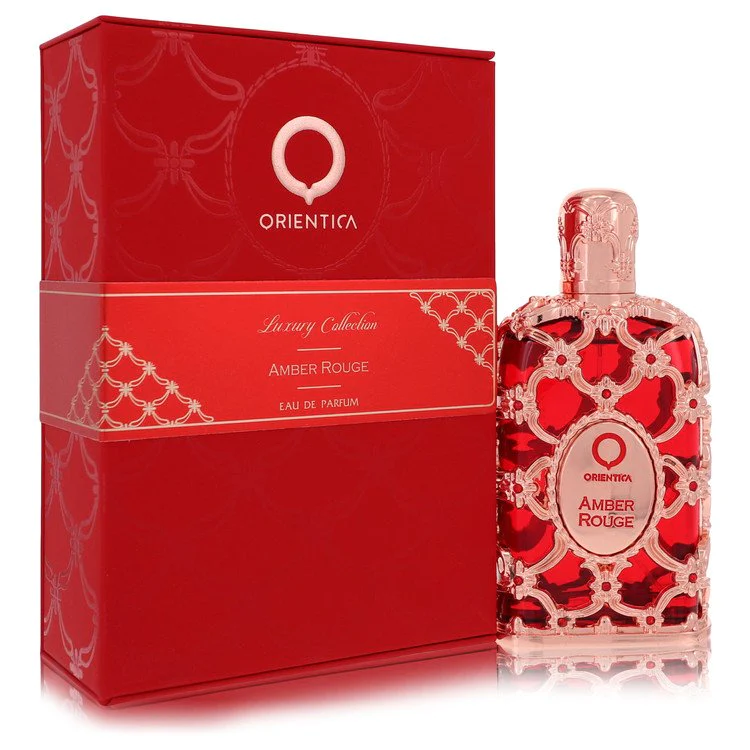 ORIENTICA
Luxury Collection
AMBER ROUGE
EAU DE PARFUM
ORIENTICA
AMBER
ROUGE